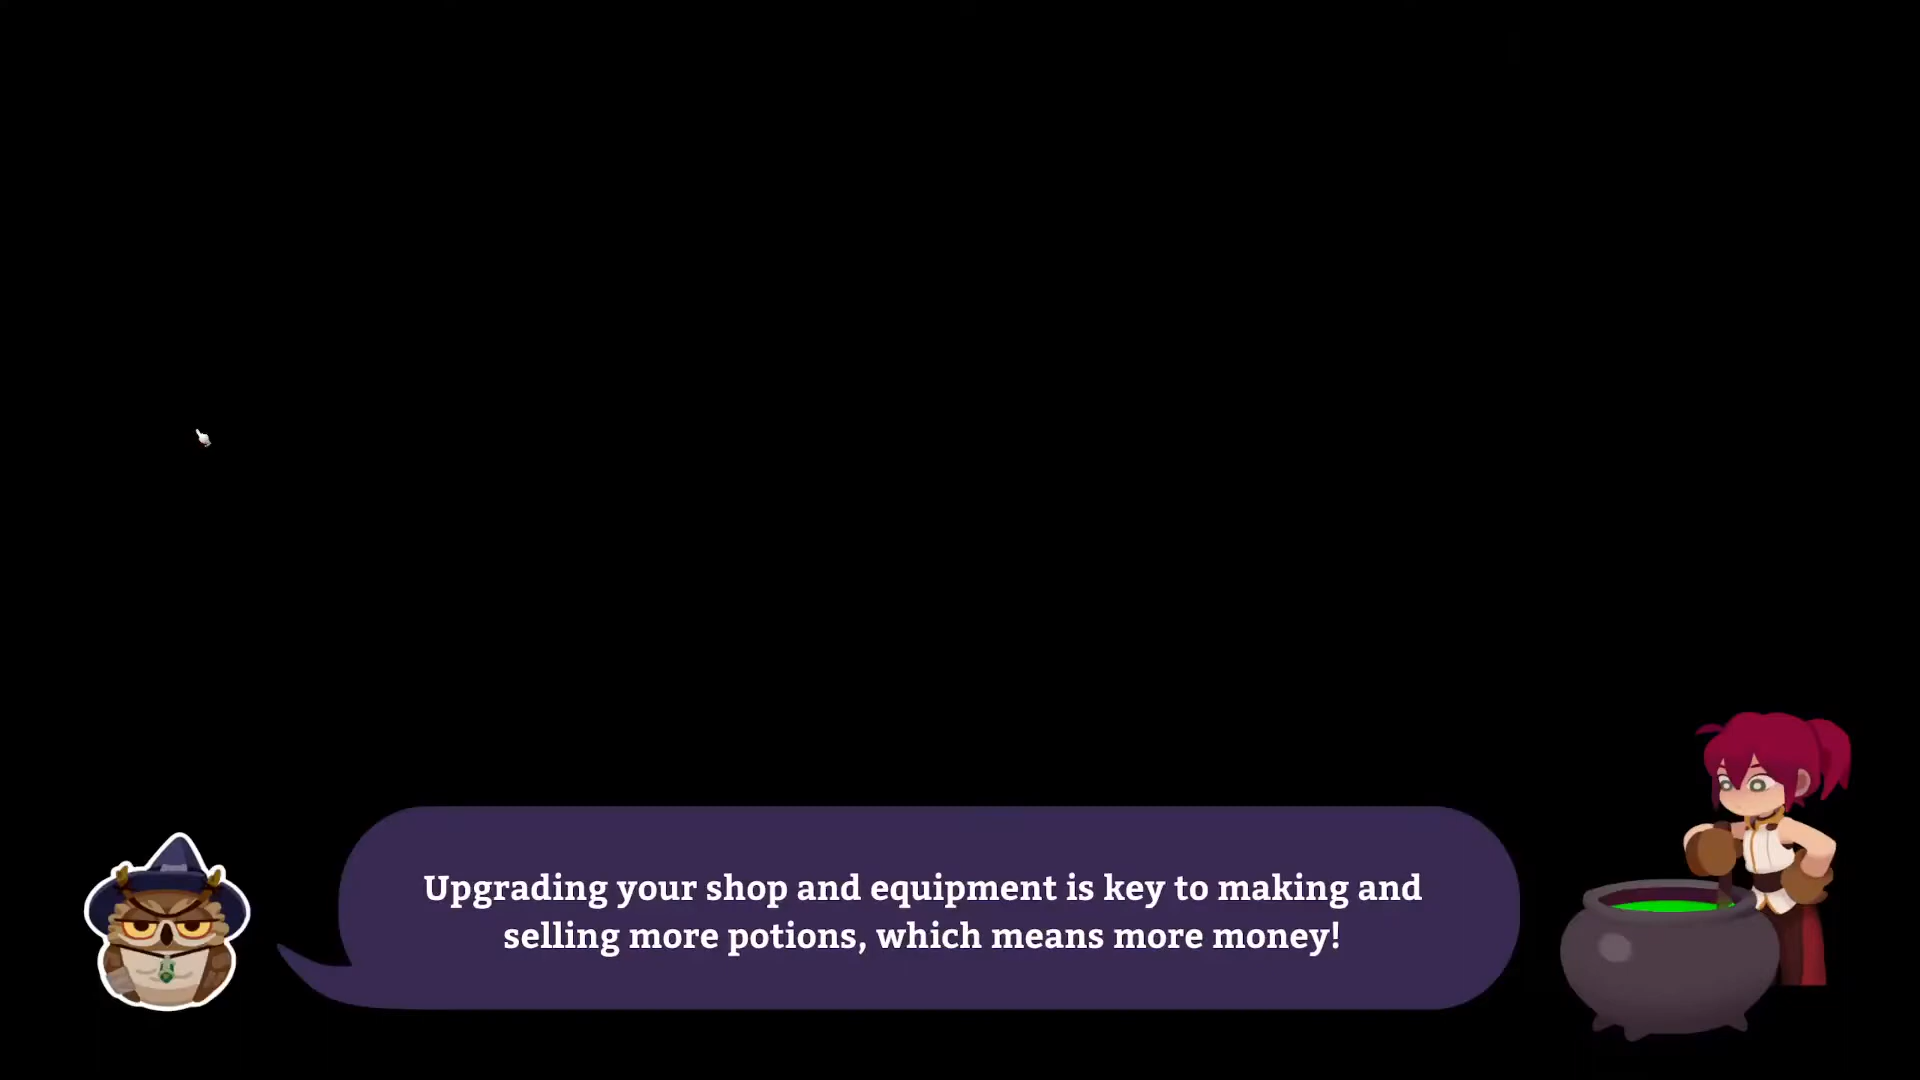 Upgrading your shop and equipment is key to making and
selling more potions, which means more money!